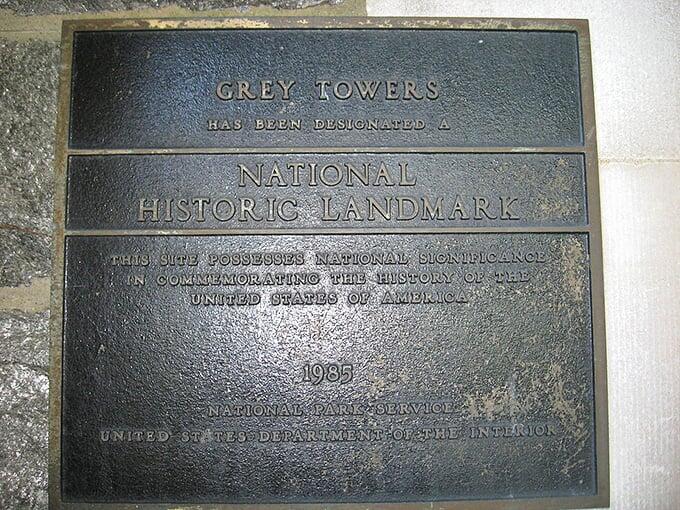 GREY TOWERS
HAS BEEN DESIGNATED A
NATIONAL
HISTORIC LANDMARK
THIS SITE POSSESSES NATIONAL SIGNIFICANCE
IN COMMEMORATING THE HISTORY OF THE
UNITED STATES OF AMERICA
1985
NATIONAL PARK SERVICE
UNITED STATES DEPARTMENT OF THE INTERIOR